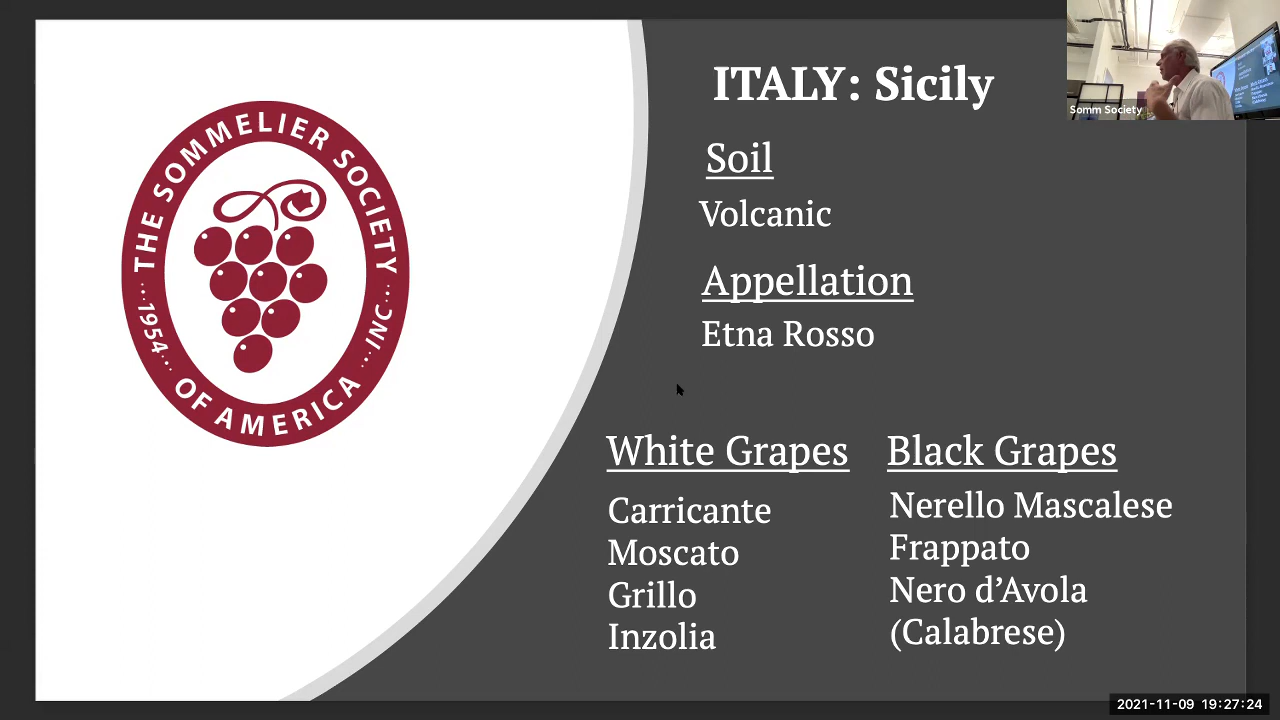 THE SOMMELIER SOCIETY
OF AMERICA
...1954...
...INC...
ITALY: Sicily
Somm Society
Soil
Volcanic
Appellation
Etna Rosso
White Grapes
Carricante
Moscato
Grillo
Inzolia
Black Grapes
Nerello Mascalese
Frappato
Nero d’Avola
(Calabrese)
2021-11-09 19:27:24